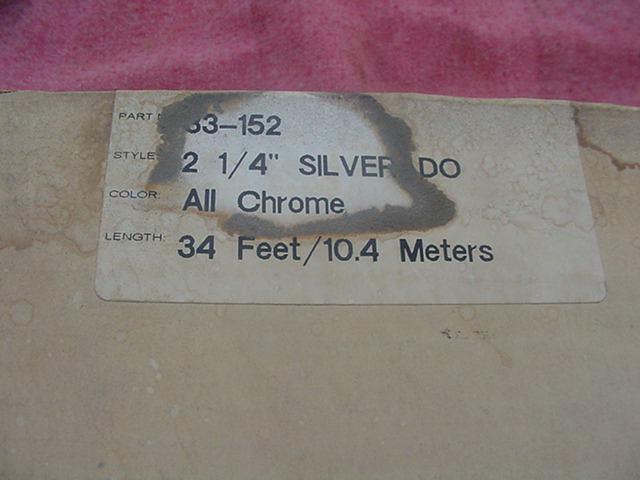 PART 33-152
STYLE: 2 1/4" SILVER DO
COLOR: All Chrome
LENGTH: 34 Feet/10.4 Meters